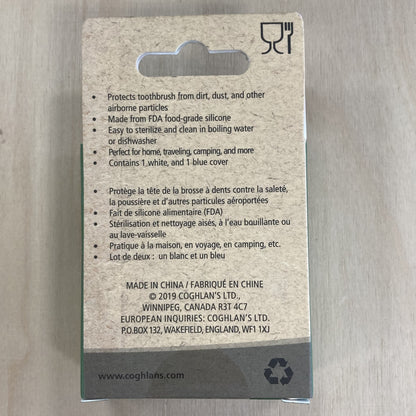 • Protects toothbrush from dirt, dust, and other
airborne particles
• Made from FDA food-grade silicone
• Easy to sterilize and clean in boiling water
or dishwasher
• Perfect for home, traveling, camping, and more
• Contains 1 white, and 1 blue cover
• Protège la tête de la brosse à dents contre la saleté,
la poussière et d'autres particules aéroportées
• Fait de silicone alimentaire (FDA)
• Stérilisation et nettoyage aisés, à l'eau bouillante ou
au lave-vaisselle
• Pratique à la maison, en voyage, en camping, etc.
• Lot de deux : un blanc et un bleu
MADE IN CHINA / FABRIQUÉ EN CHINE
© 2019 COGHLAN'S LTD.,
WINNIPEG, CANADA R3T 4C7
EUROPEAN INQUIRIES: COGHLAN'S LTD.
P.O.BOX 132, WAKEFIELD, ENGLAND, WF1 1XJ
www.coghlans.com